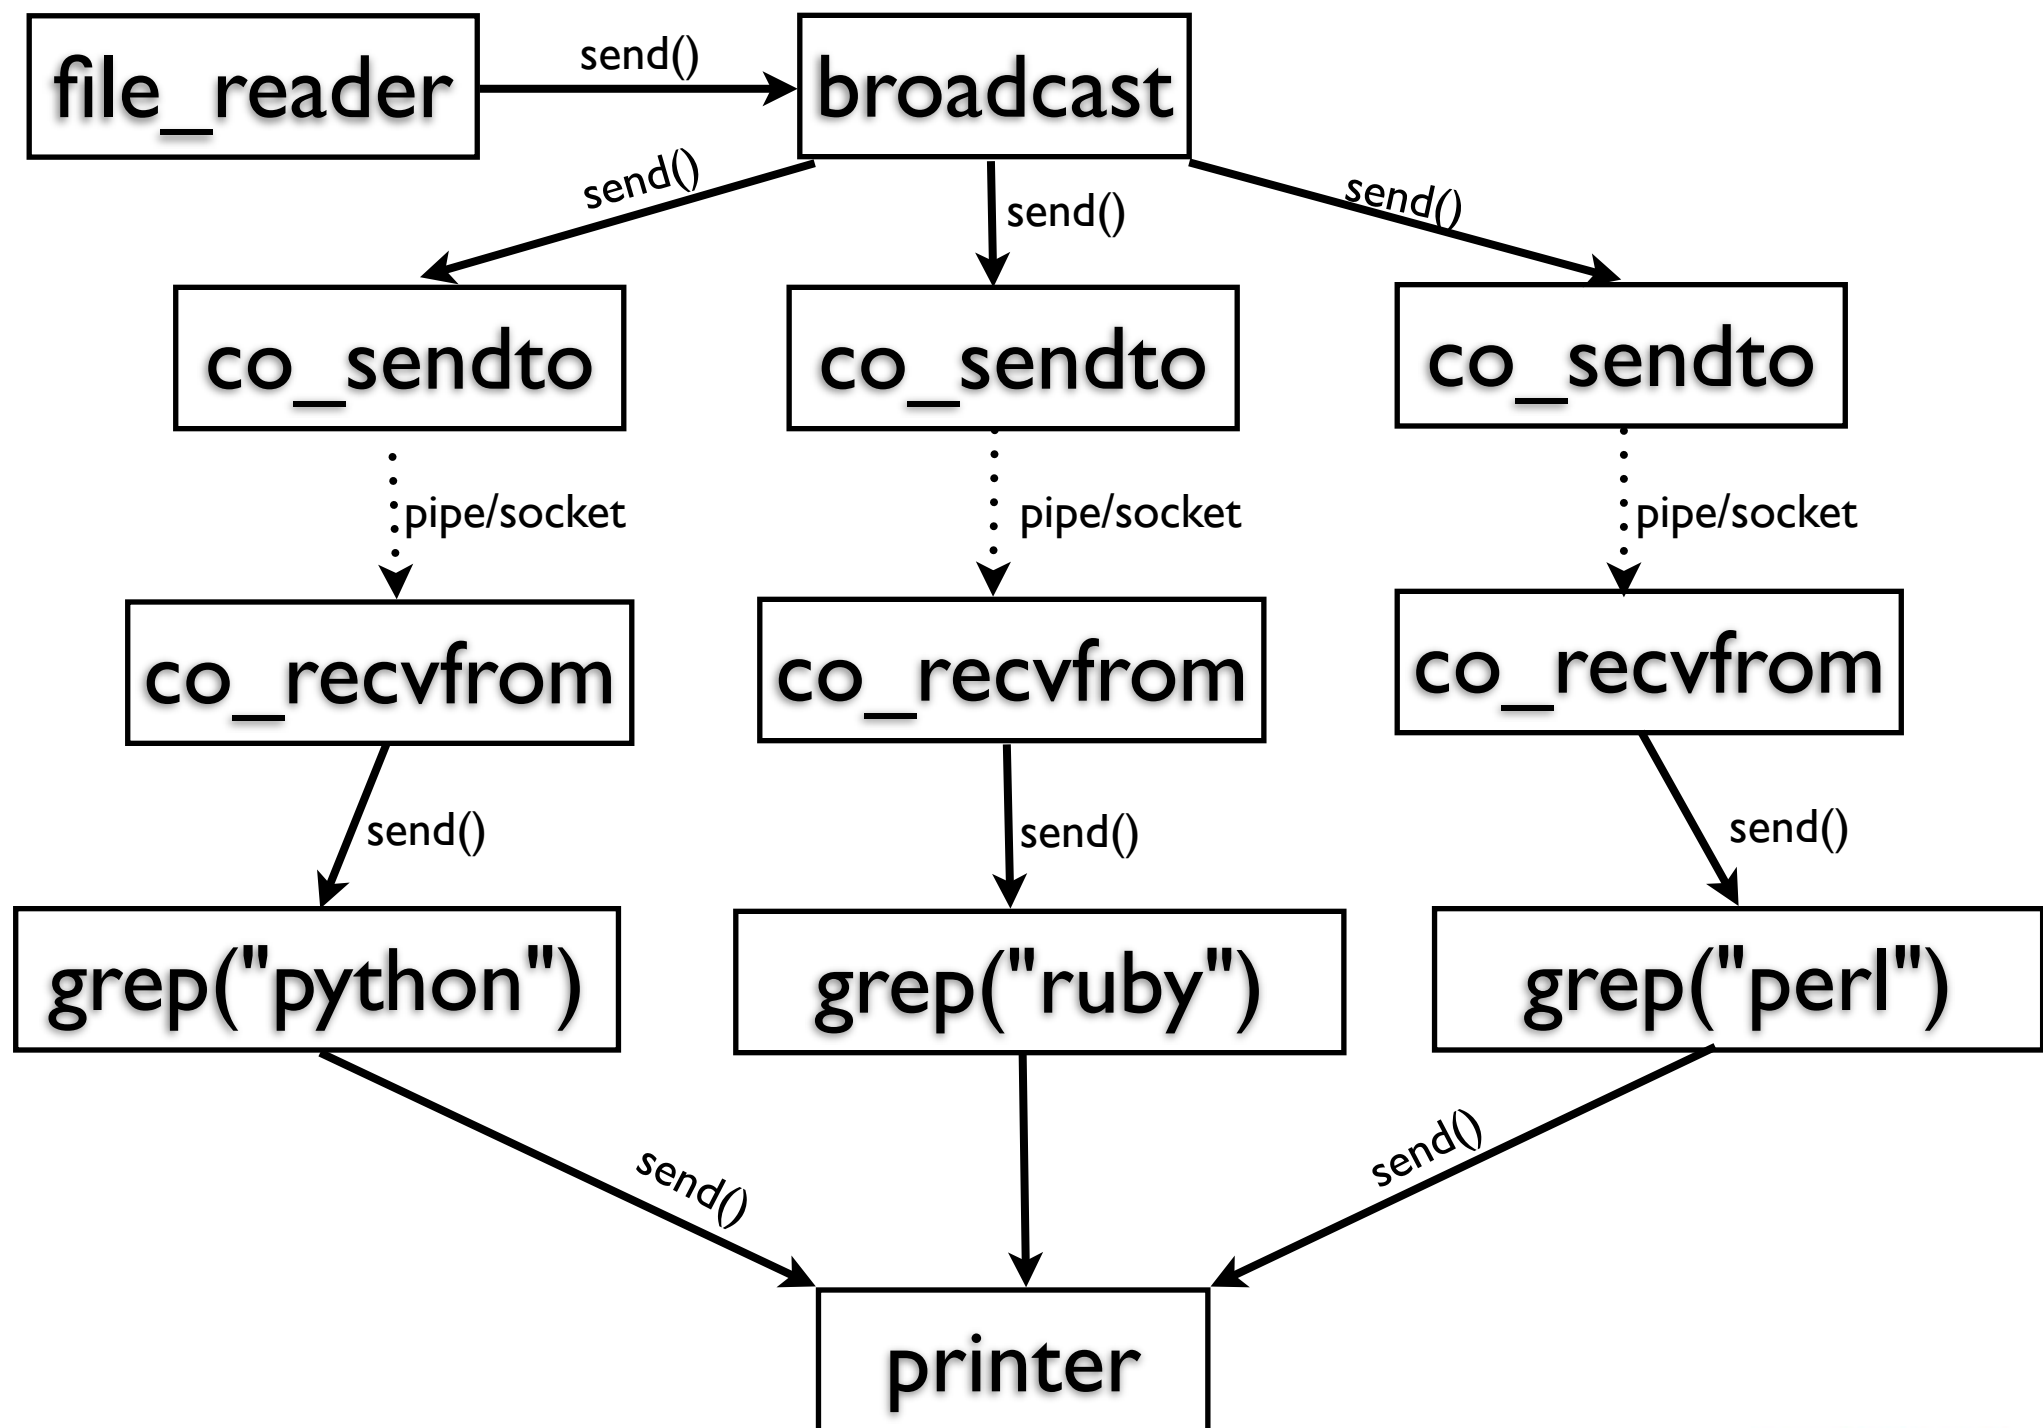 file_reader
send()
broadcast
send()
send()
send()
co_sendto
co_sendto
co_sendto
pipe/socket
pipe/socket
pipe/socket
co_recvfrom
co_recvfrom
co_recvfrom
send()
send()
send()
grep("python")
grep("ruby")
grep("perl")
send()
send()
printer